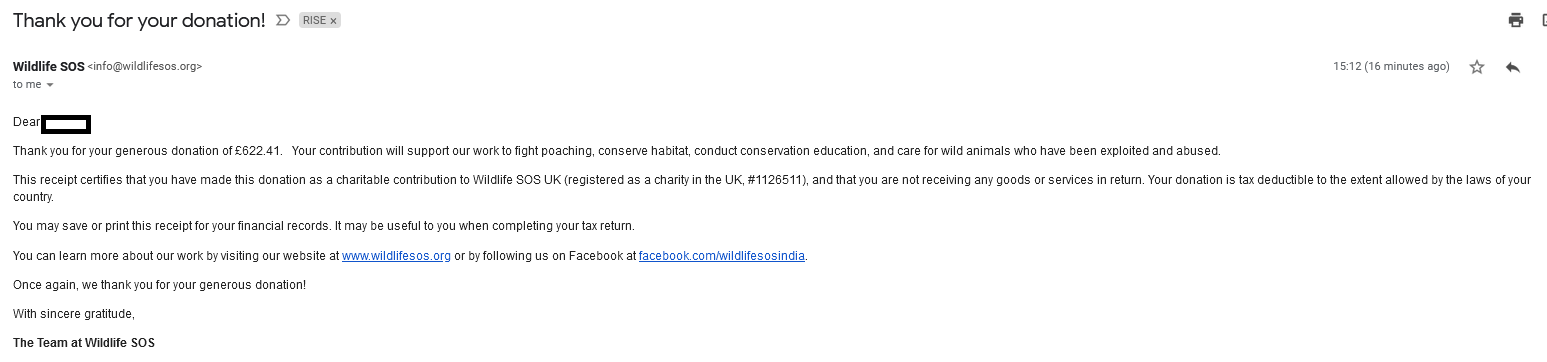 Thank you for your donation! RISE ×
Wildlife SOS <info@wildlifesos.org> 15:12 (16 minutes ago)
to me
Dear
Thank you for your generous donation of £622.41. Your contribution will support our work to fight poaching, conserve habitat, conduct conservation education, and care for wild animals who have been exploited and abused.
This receipt certifies that you have made this donation as a charitable contribution to Wildlife SOS UK (registered as a charity in the UK, #1126511), and that you are not receiving any goods or services in return. Your donation is tax deductible to the extent allowed by the laws of your
country.
You may save or print this receipt for your financial records. It may be useful to you when completing your tax return.
You can learn more about our work by visiting our website at www.wildlifesos.org or by following us on Facebook at facebook.com/wildlifesosindia.
Once again, we thank you for your generous donation!
With sincere gratitude,
The Team at Wildlife SOS